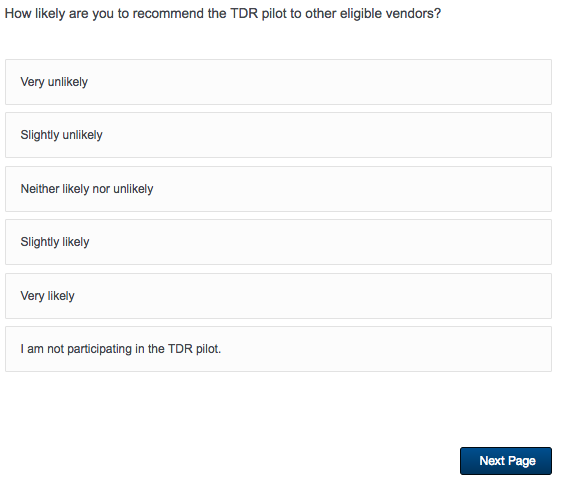 How likely are you to recommend the TDR pilot to other eligible vendors?
Very unlikely
Slightly unlikely
Neither likely nor unlikely
Slightly likely
Very likely
I am not participating in the TDR pilot.
Next Page